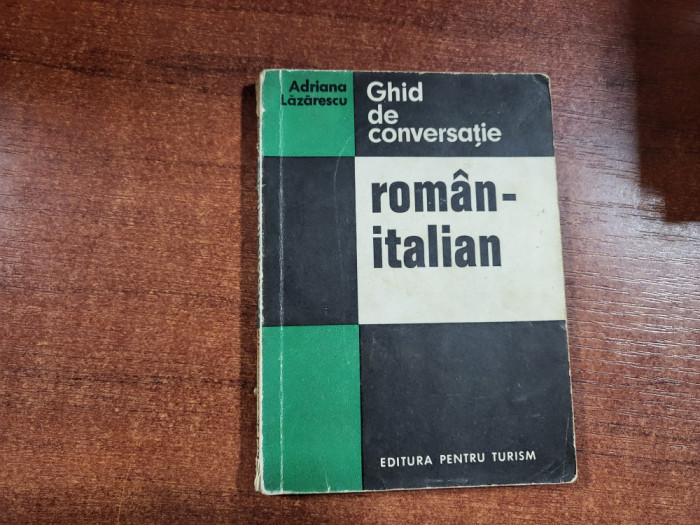 Adriana
Lăzărescu
Ghid
de
conversație
român-
italian
EDITURA PENTRU TURISM